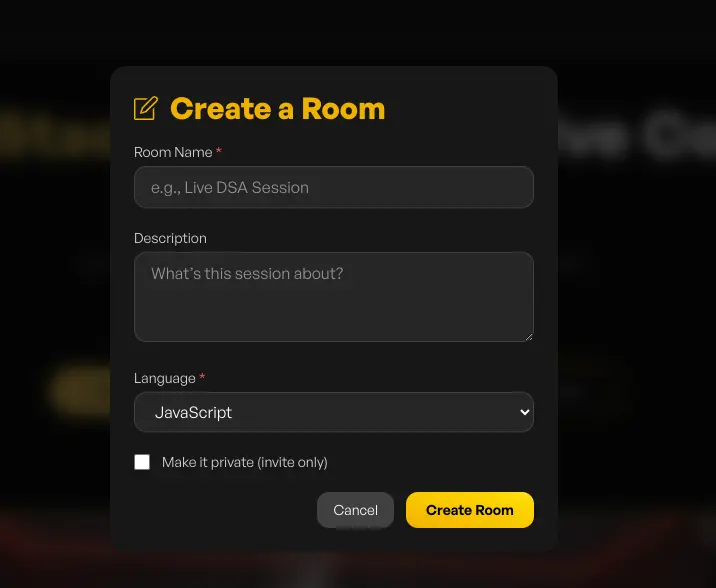 Create a Room
Room Name *
e.g., Live DSA Session
Description
What's this session about?
Language *
JavaScript
Make it private (invite only)
Cancel
Create Room